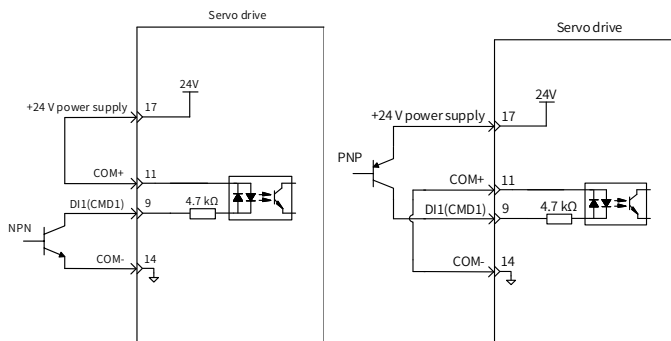 Servo drive
24V
+24 V power supply
17
COM+
11
DI1(CMD1)
9
4.7 kΩ
NPN
COM-
14
Servo drive
24V
+24 V power supply
17
PNP
COM+
11
DI1(CMD1)
9
4.7 kΩ
COM-
14